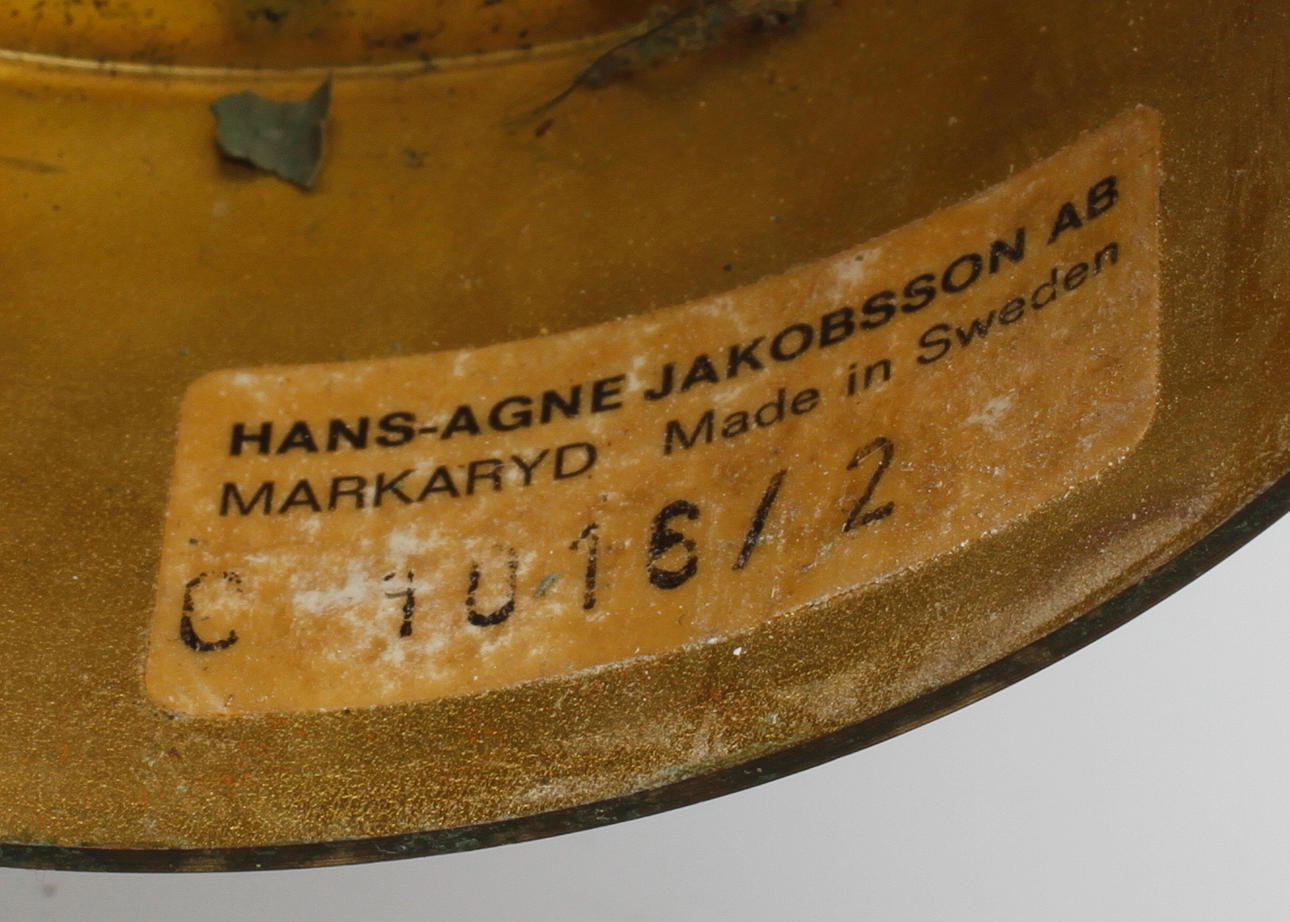 HANS-AGNE JAKOBSSON AB
MARKARYD Made in Sweden
C 1016/2